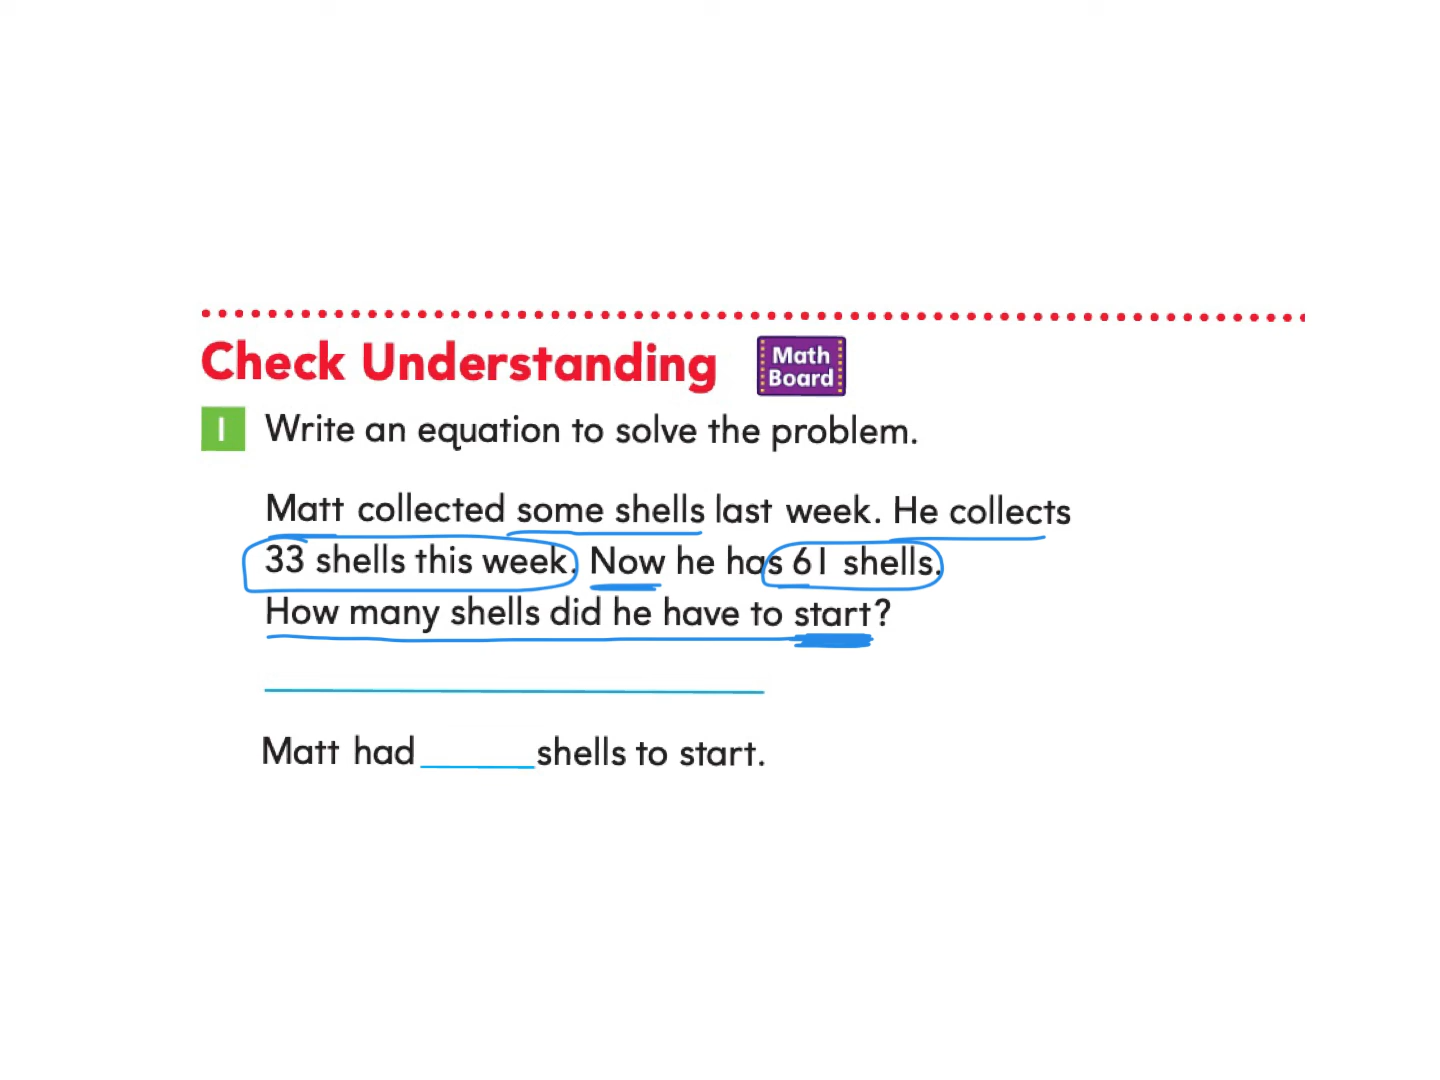 Check Understanding
Math
Board
1 Write an equation to solve the problem.
Matt collected some shells last week. He collects
33 shells this week. Now he has 61 shells.
How many shells did he have to start?
Matt had ______ shells to start.